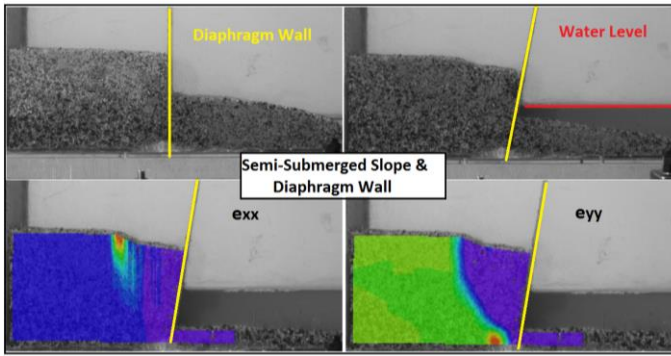 Diaphragm Wall
Water Level
Semi-Submerged Slope &
Diaphragm Wall
exx
eyy